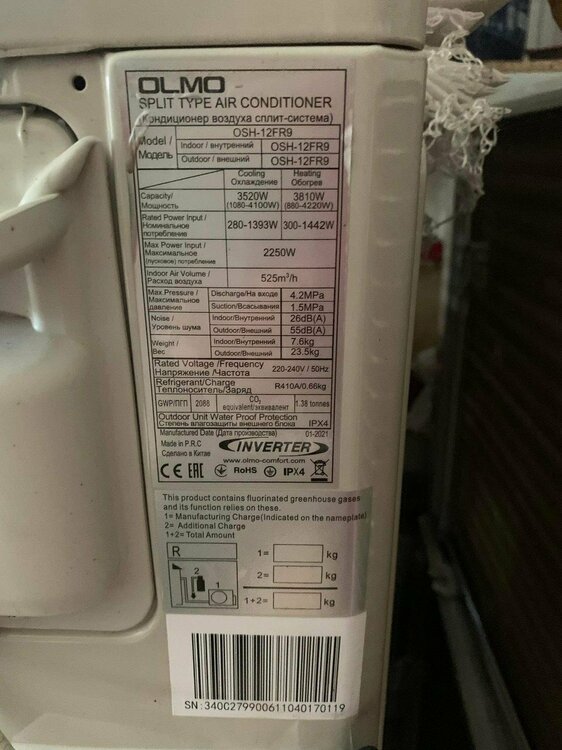 OLMO
SPLIT TYPE AIR CONDITIONER
(Кондиционер воздуха сплит-система)
Model / Модель OSH-12FR9
Indoor / внутренний OSH-12FR9
Outdoor / внешний OSH-12FR9
Cooling Охлаждение Heating Обогрев
Capacity/ Мощность 3520W (1080-4100W) 3810W (880-4220W)
Rated Power Input / Номинальное потребление 280-1393W 300-1442W
Max Power Input / Максимальное (пусковое) потребление 2250W
Indoor Air Volume / Расход воздуха 525m³/h
Max.Pressure / Максимальное давление Discharge/На входе 4.2MPa
Suction/Всасывания 1.5MPa
Noise / Уровень шума Indoor/Внутренний 26dB(A)
Outdoor/Внешний 55dB(A)
Weight / Вес Indoor/Внутренний 7.6kg
Outdoor/Внешний 23.5kg
Rated Voltage /Frequency
Напряжение /Частота 220-240V / 50Hz
Refrigerant/Charge
Теплоноситель/Заряд R410A/0.66kg
GWP/ПГП 2088 CO₂ equivalent/эквивалент 1.38 tonnes
Outdoor Unit Water Proof Protection
Степень влагозащиты внешнего блока IPX4
Manufactured Date (Дата производства) 01-2021
Made in P.R.C
Сделано в Китае
INVERTER
www.olmo-comfort.com
CE EAC RoHS IPX4
This product contains fluorinated greenhouse gases
and its function relies on these.
1= Manufacturing Charge(Indicated on the nameplate)
2= Additional Charge
1+2= Total Amount
R
1= kg
2
1
2= kg
1+2= kg
SN:3400279900611040170119